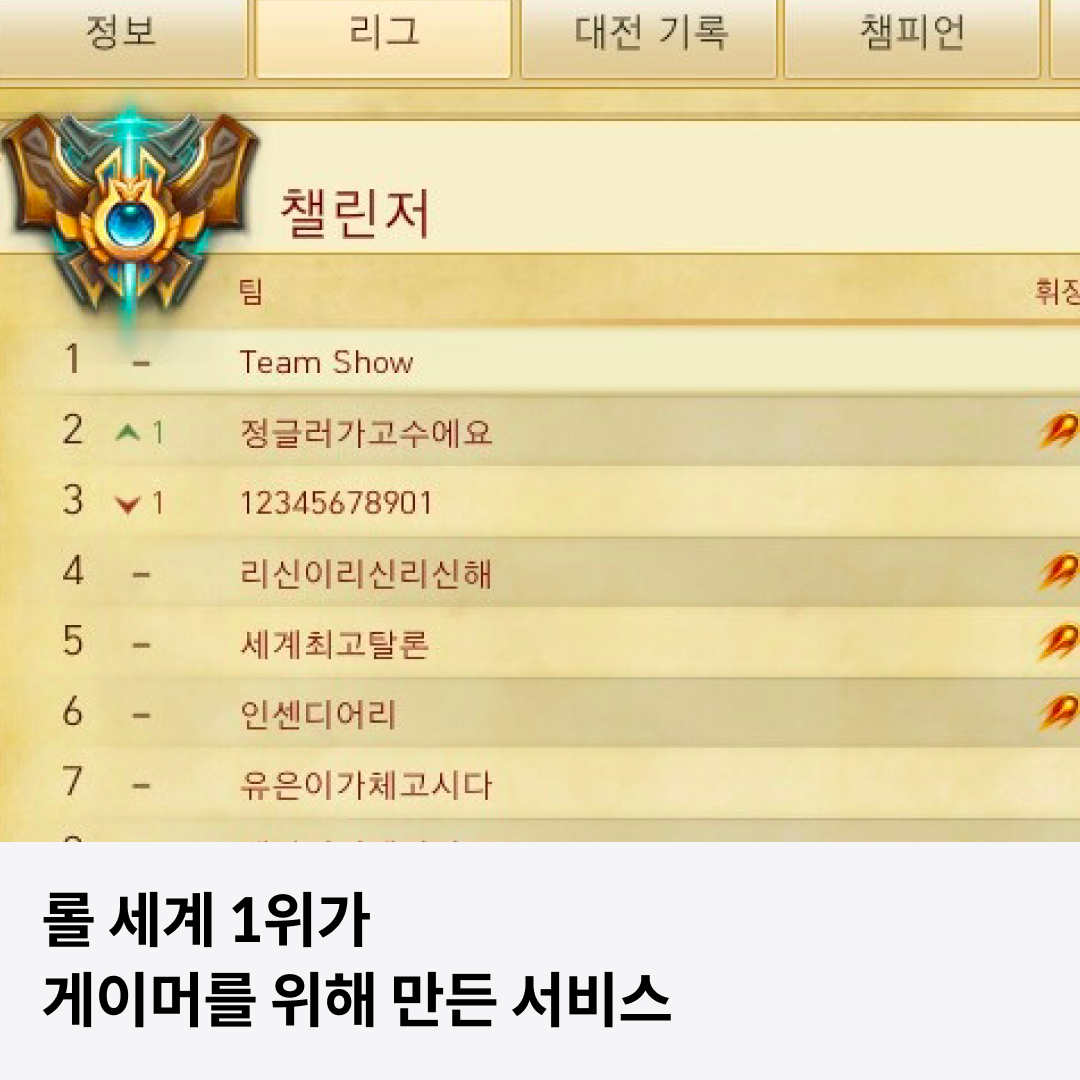 정보 리그 대전 기록 챔피언
챌린저
팀
1 – Team Show
2 1 정글러가고수에요
3 1 12345678901
4 – 리신이리신리신해
5 – 세계최고탈론
6 – 인센디어리
7 – 유은이가체고시다
롤 세계 1위가
게이머를 위해 만든 서비스